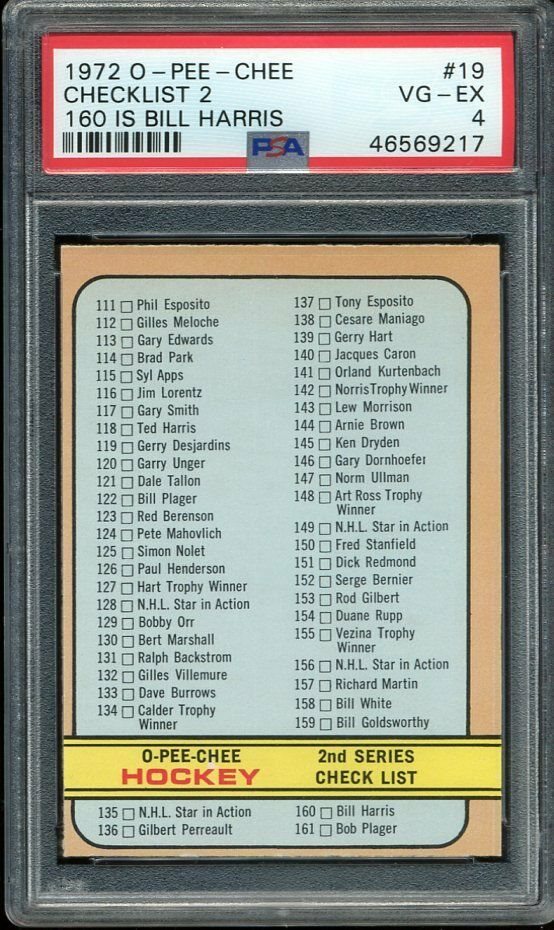 1972 O-PEE-CHEE #19
CHECKLIST 2 VG-EX
160 IS BILL HARRIS 4
PSA 46569217
111 Phil Esposito
112 Gilles Meloche
113 Gary Edwards
114 Brad Park
115 Syl Apps
116 Jim Lorentz
117 Gary Smith
118 Ted Harris
119 Gerry Desjardins
120 Garry Unger
121 Dale Tallon
122 Bill Plager
123 Red Berenson
124 Pete Mahovlich
125 Simon Nolet
126 Paul Henderson
127 Hart Trophy Winner
128 N.H.L. Star in Action
129 Bobby Orr
130 Bert Marshall
131 Ralph Backstrom
132 Gilles Villemure
133 Dave Burrows
134 Calder Trophy
Winner
137 Tony Esposito
138 Cesare Maniago
139 Gerry Hart
140 Jacques Caron
141 Orland Kurtenbach
142 Norris Trophy Winner
143 Lew Morrison
144 Arnie Brown
145 Ken Dryden
146 Gary Dornhoefer
147 Norm Ullman
148 Art Ross Trophy
Winner
149 N.H.L. Star in Action
150 Fred Stanfield
151 Dick Redmond
152 Serge Bernier
153 Rod Gilbert
154 Duane Rupp
155 Vezina Trophy
Winner
156 N.H.L. Star in Action
157 Richard Martin
158 Bill White
159 Bill Goldsworthy
O-PEE-CHEE
HOCKEY
2nd SERIES
CHECK LIST
135 N.H.L. Star in Action
136 Gilbert Perreault
160 Bill Harris
161 Bob Plager